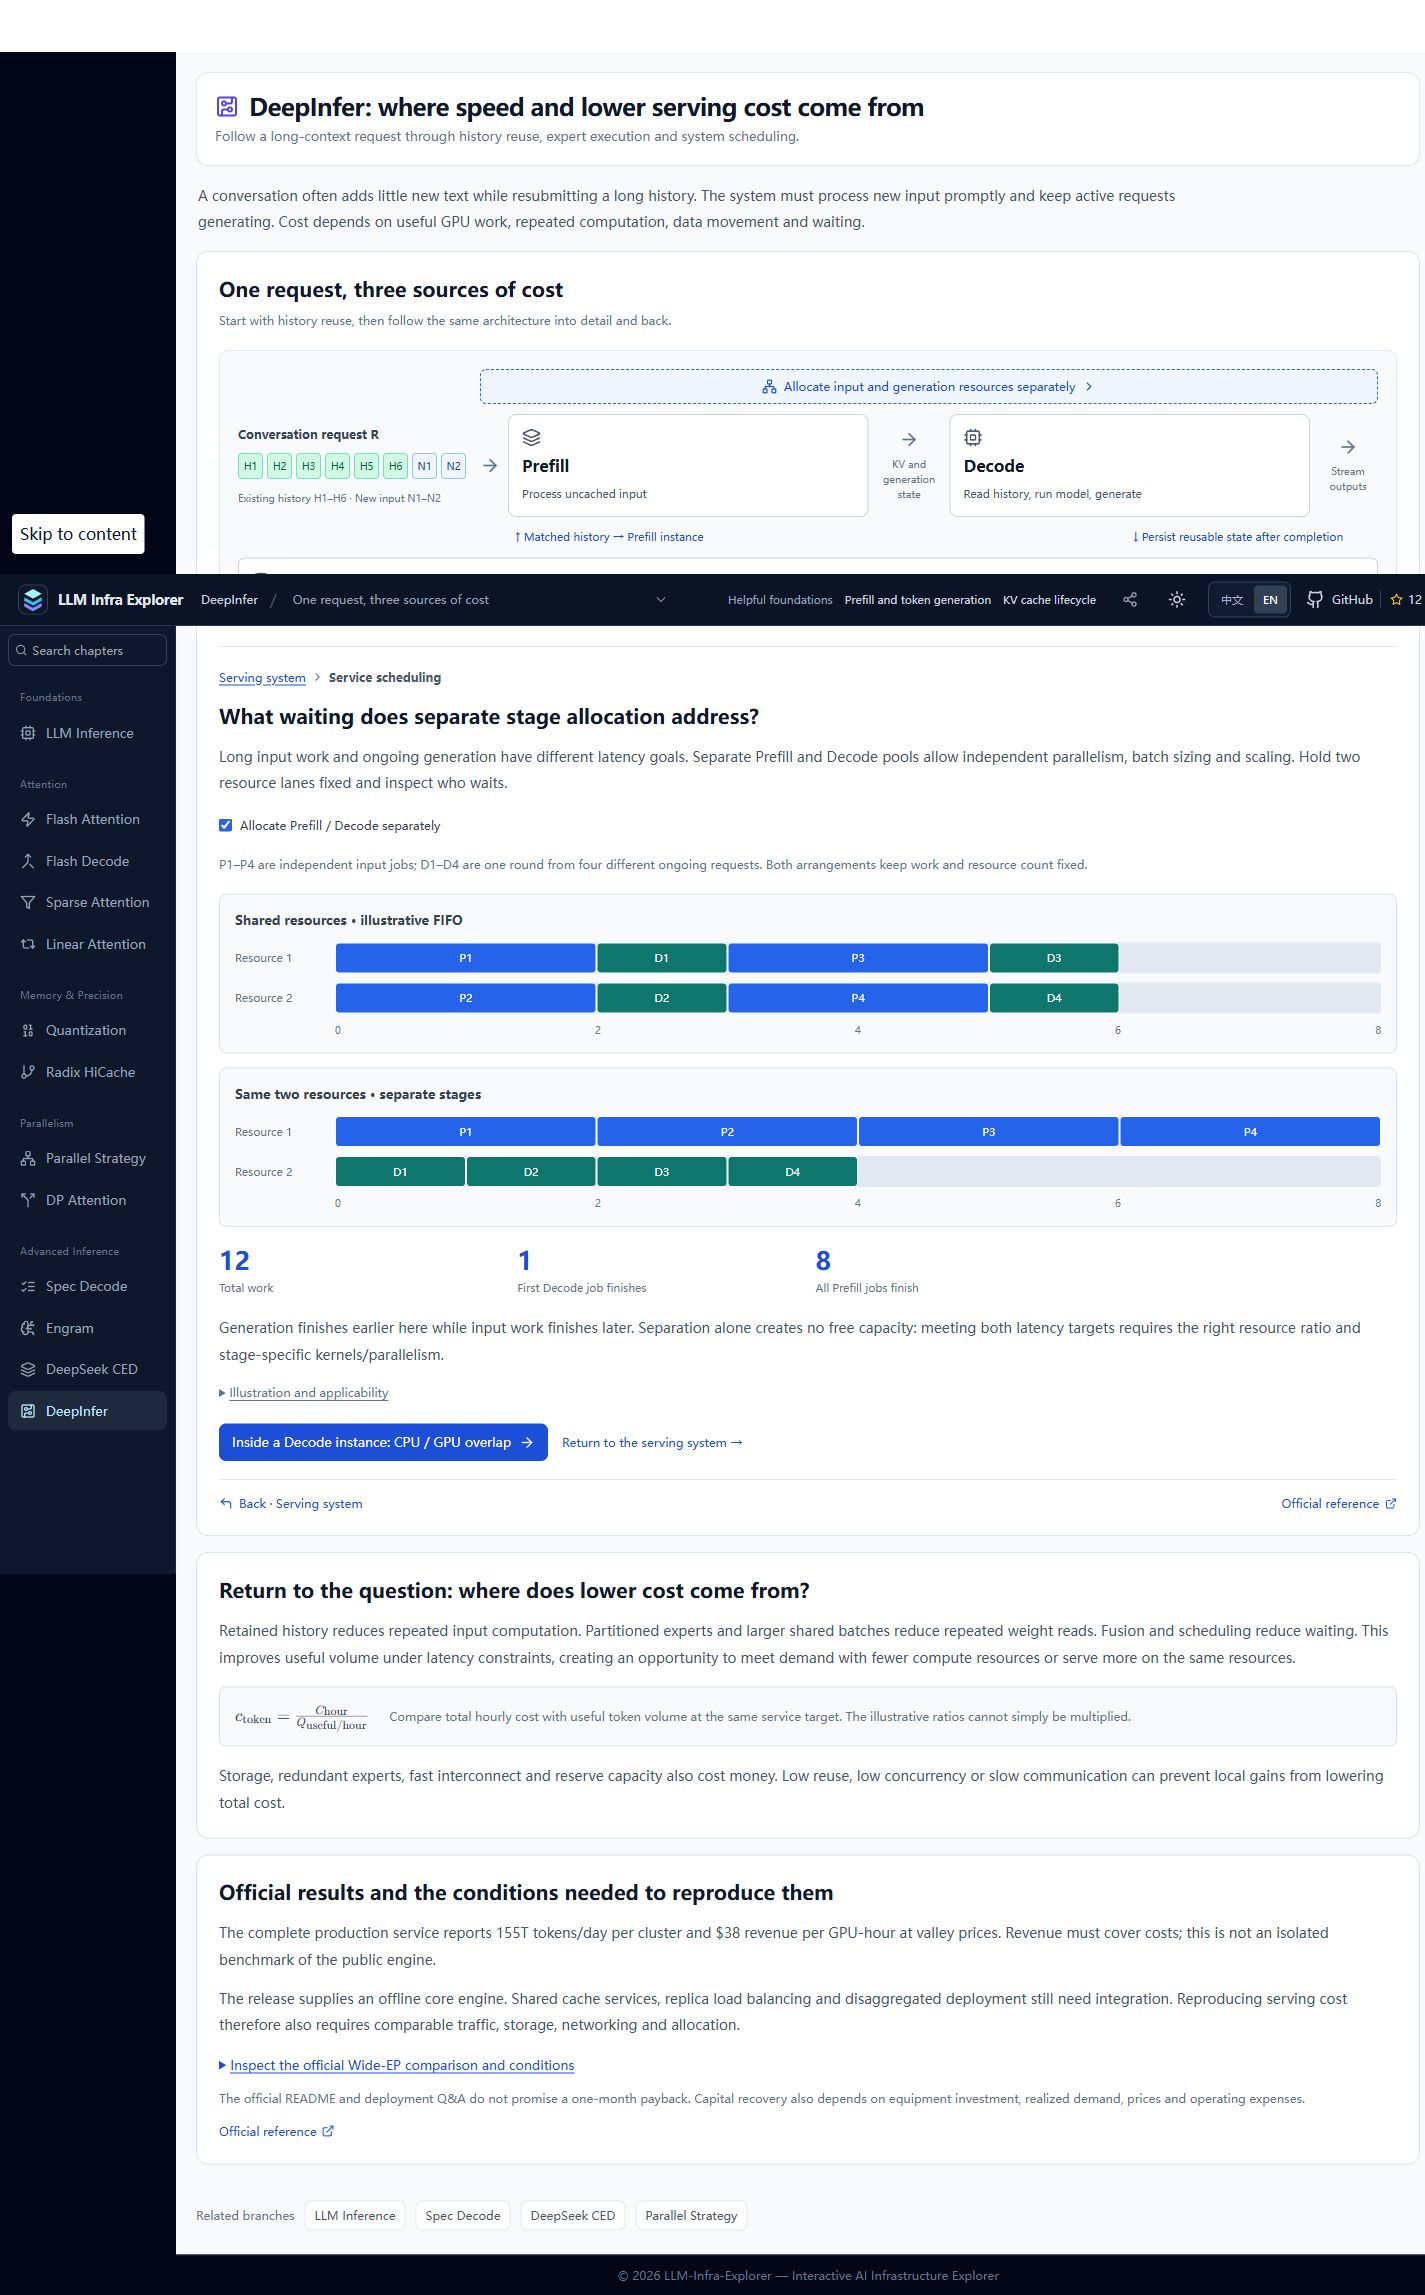 DeepInfer: where speed and lower serving cost come from
Follow a long-context request through history reuse, expert execution and system scheduling.
A conversation often adds little new text while resubmitting a long history. The system must process new input promptly and keep active requests
generating. Cost depends on useful GPU work, repeated computation, data movement and waiting.
One request, three sources of cost
Start with history reuse, then follow the same architecture into detail and back.
Allocate input and generation resources separately
Conversation request R
H1 H2 H3 H4 H5 H6 N1 N2
Existing history H1–H6 · New input N1–N2
Prefill
Process uncached input
KV and
generation
state
Decode
Read history, run model, generate
Stream
outputs
↑ Matched history → Prefill instance
↓ Persist reusable state after completion
Skip to content
LLM Infra Explorer
DeepInfer / One request, three sources of cost
Helpful foundations Prefill and token generation KV cache lifecycle
中文 EN
GitHub
12
Search chapters
Foundations
LLM Inference
Attention
Flash Attention
Flash Decode
Sparse Attention
Linear Attention
Memory & Precision
Quantization
Radix HiCache
Parallelism
Parallel Strategy
DP Attention
Advanced Inference
Spec Decode
Engram
DeepSeek CED
DeepInfer
Serving system > Service scheduling
What waiting does separate stage allocation address?
Long input work and ongoing generation have different latency goals. Separate Prefill and Decode pools allow independent parallelism, batch sizing and scaling. Hold two
resource lanes fixed and inspect who waits.
Allocate Prefill / Decode separately
P1–P4 are independent input jobs; D1–D4 are one round from four different ongoing requests. Both arrangements keep work and resource count fixed.
Shared resources • illustrative FIFO
Resource 1 P1 D1 P3 D3
Resource 2 P2 D2 P4 D4
0 2 4 6 8
Same two resources • separate stages
Resource 1 P1 P2 P3 P4
Resource 2 D1 D2 D3 D4
0 2 4 6 8
12 1 8
Total work First Decode job finishes All Prefill jobs finish
Generation finishes earlier here while input work finishes later. Separation alone creates no free capacity: meeting both latency targets requires the right resource ratio and
stage-specific kernels/parallelism.
Illustration and applicability
Inside a Decode instance: CPU / GPU overlap →
Return to the serving system →
Back · Serving system
Official reference
Return to the question: where does lower cost come from?
Retained history reduces repeated input computation. Partitioned experts and larger shared batches reduce repeated weight reads. Fusion and scheduling reduce waiting. This
improves useful volume under latency constraints, creating an opportunity to meet demand with fewer compute resources or serve more on the same resources.
c_token = C_hour / Q_useful/hour
Compare total hourly cost with useful token volume at the same service target. The illustrative ratios cannot simply be multiplied.
Storage, redundant experts, fast interconnect and reserve capacity also cost money. Low reuse, low concurrency or slow communication can prevent local gains from lowering
total cost.
Official results and the conditions needed to reproduce them
The complete production service reports 155T tokens/day per cluster and $38 revenue per GPU-hour at valley prices. Revenue must cover costs; this is not an isolated
benchmark of the public engine.
The release supplies an offline core engine. Shared cache services, replica load balancing and disaggregated deployment still need integration. Reproducing serving cost
therefore also requires comparable traffic, storage, networking and allocation.
Inspect the official Wide-EP comparison and conditions
The official README and deployment Q&A do not promise a one-month payback. Capital recovery also depends on equipment investment, realized demand, prices and operating expenses.
Official reference
Related branches LLM Inference Spec Decode DeepSeek CED Parallel Strategy
© 2026 LLM-Infra-Explorer — Interactive AI Infrastructure Explorer